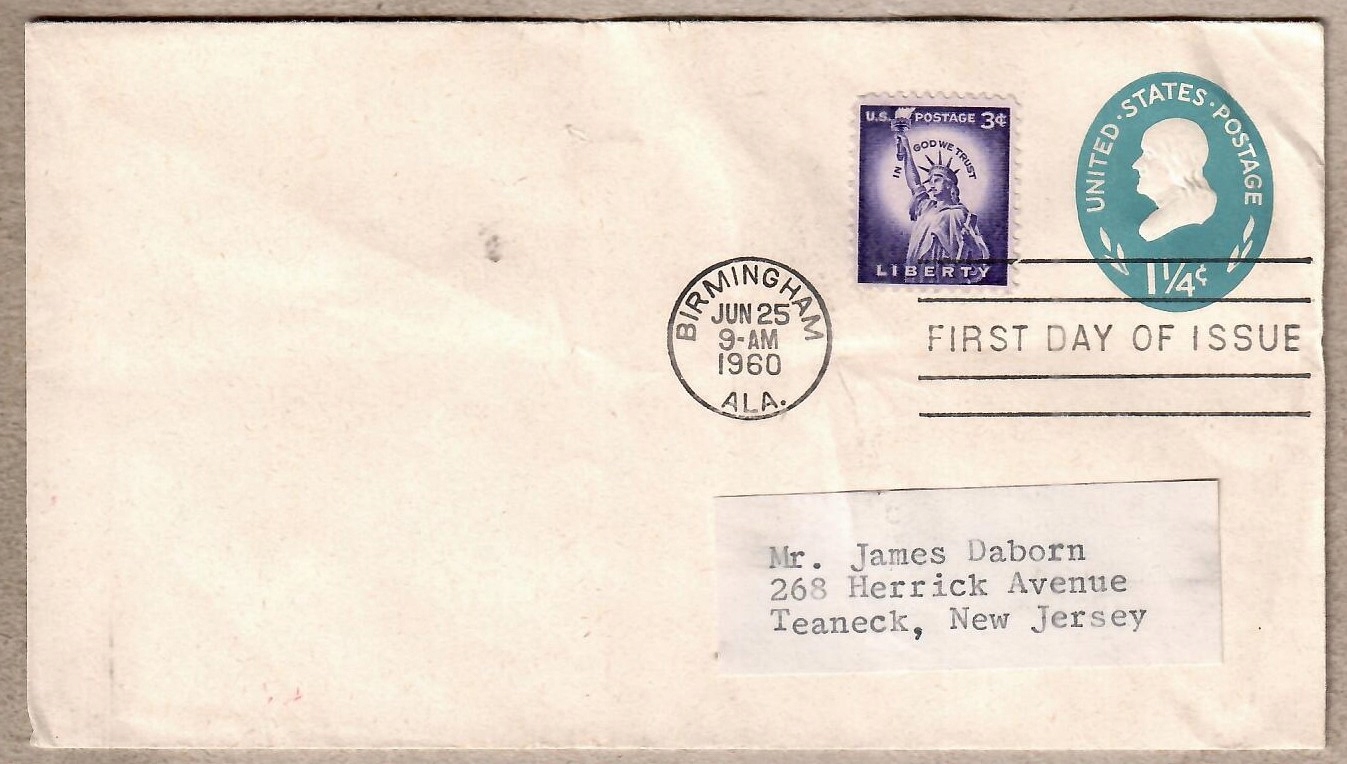 U.S. POSTAGE 3¢
IN GOD WE TRUST
LIBERTY
UNITED · STATES · POSTAGE
1¼¢
BIRMINGHAM
JUN 25
9-AM
1960
ALA.
FIRST DAY OF ISSUE
Mr. James Daborn
268 Herrick Avenue
Teaneck, New Jersey